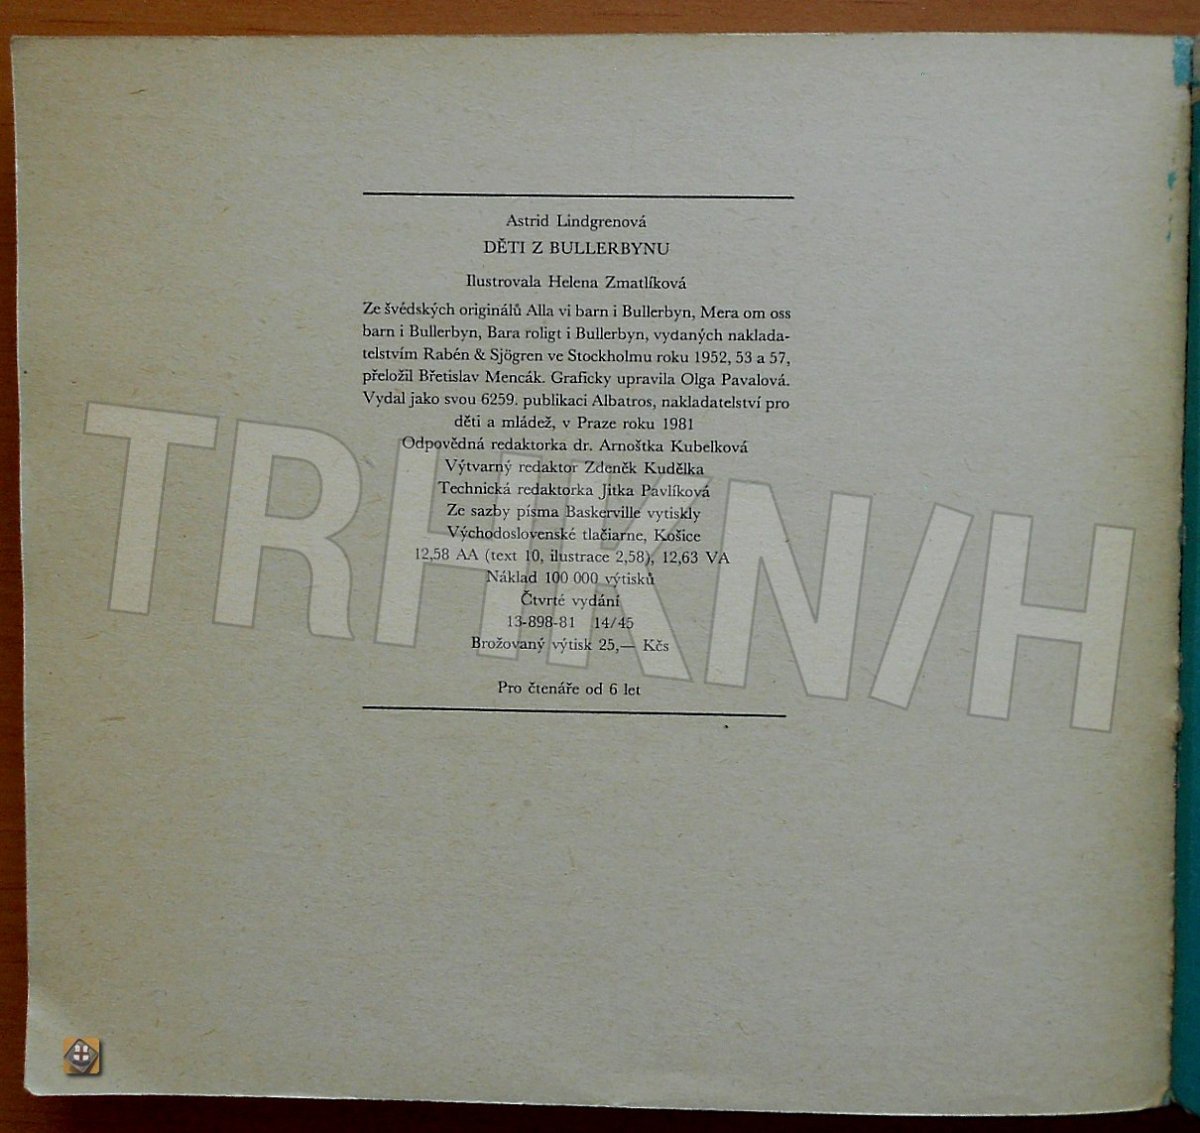 Astrid Lindgrenová
DĚTI Z BULLERBYNU
Ilustrovala Helena Zmatlíková
Ze švédských originálů Alla vi barn i Bullerbyn, Mera om oss
barn i Bullerbyn, Bara roligt i Bullerbyn, vydaných naklada-
telstvím Rabén & Sjögren ve Stockholmu roku 1952, 53 a 57,
přeložil Břetislav Mencák. Graficky upravila Olga Pavalová.
Vydal jako svou 6259. publikaci Albatros, nakladatelství pro
děti a mládež, v Praze roku 1981
Odpovědná redaktorka dr. Arnoštka Kubelková
Výtvarný redaktor Zdeněk Kudělka
Technická redaktorka Jitka Pavlíková
Ze sazby písma Baskerville vytiskly
Východoslovenské tlačiarne, Košice
12,58 AA (text 10, ilustrace 2,58), 12,63 VA
Náklad 100 000 výtisků
Čtvrté vydání
13-898-81 14/45
Brožovaný výtisk 25,— Kčs
Pro čtenáře od 6 let